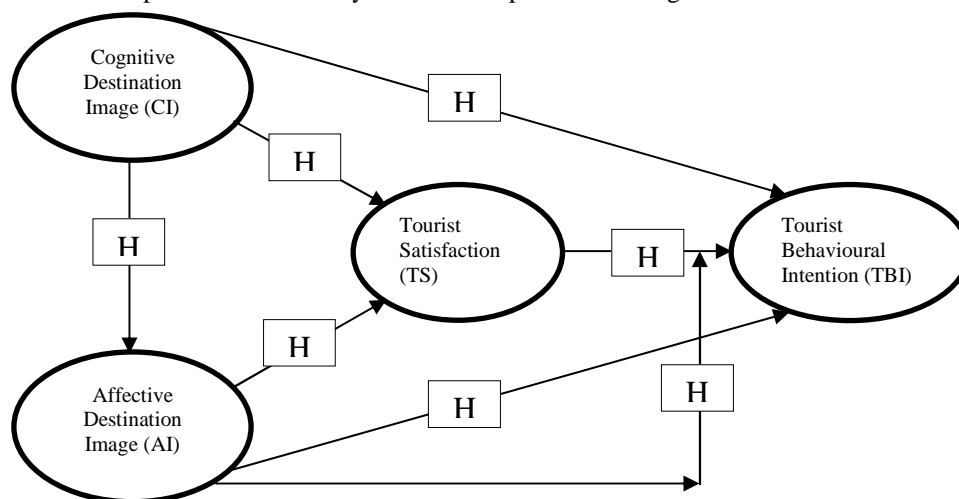 Cognitive
Destination
Image (CI)
H
H
H
Tourist
Satisfaction
(TS)
H
Tourist
Behavioural
Intention (TBI)
H
H
H
Affective
Destination
Image (AI)